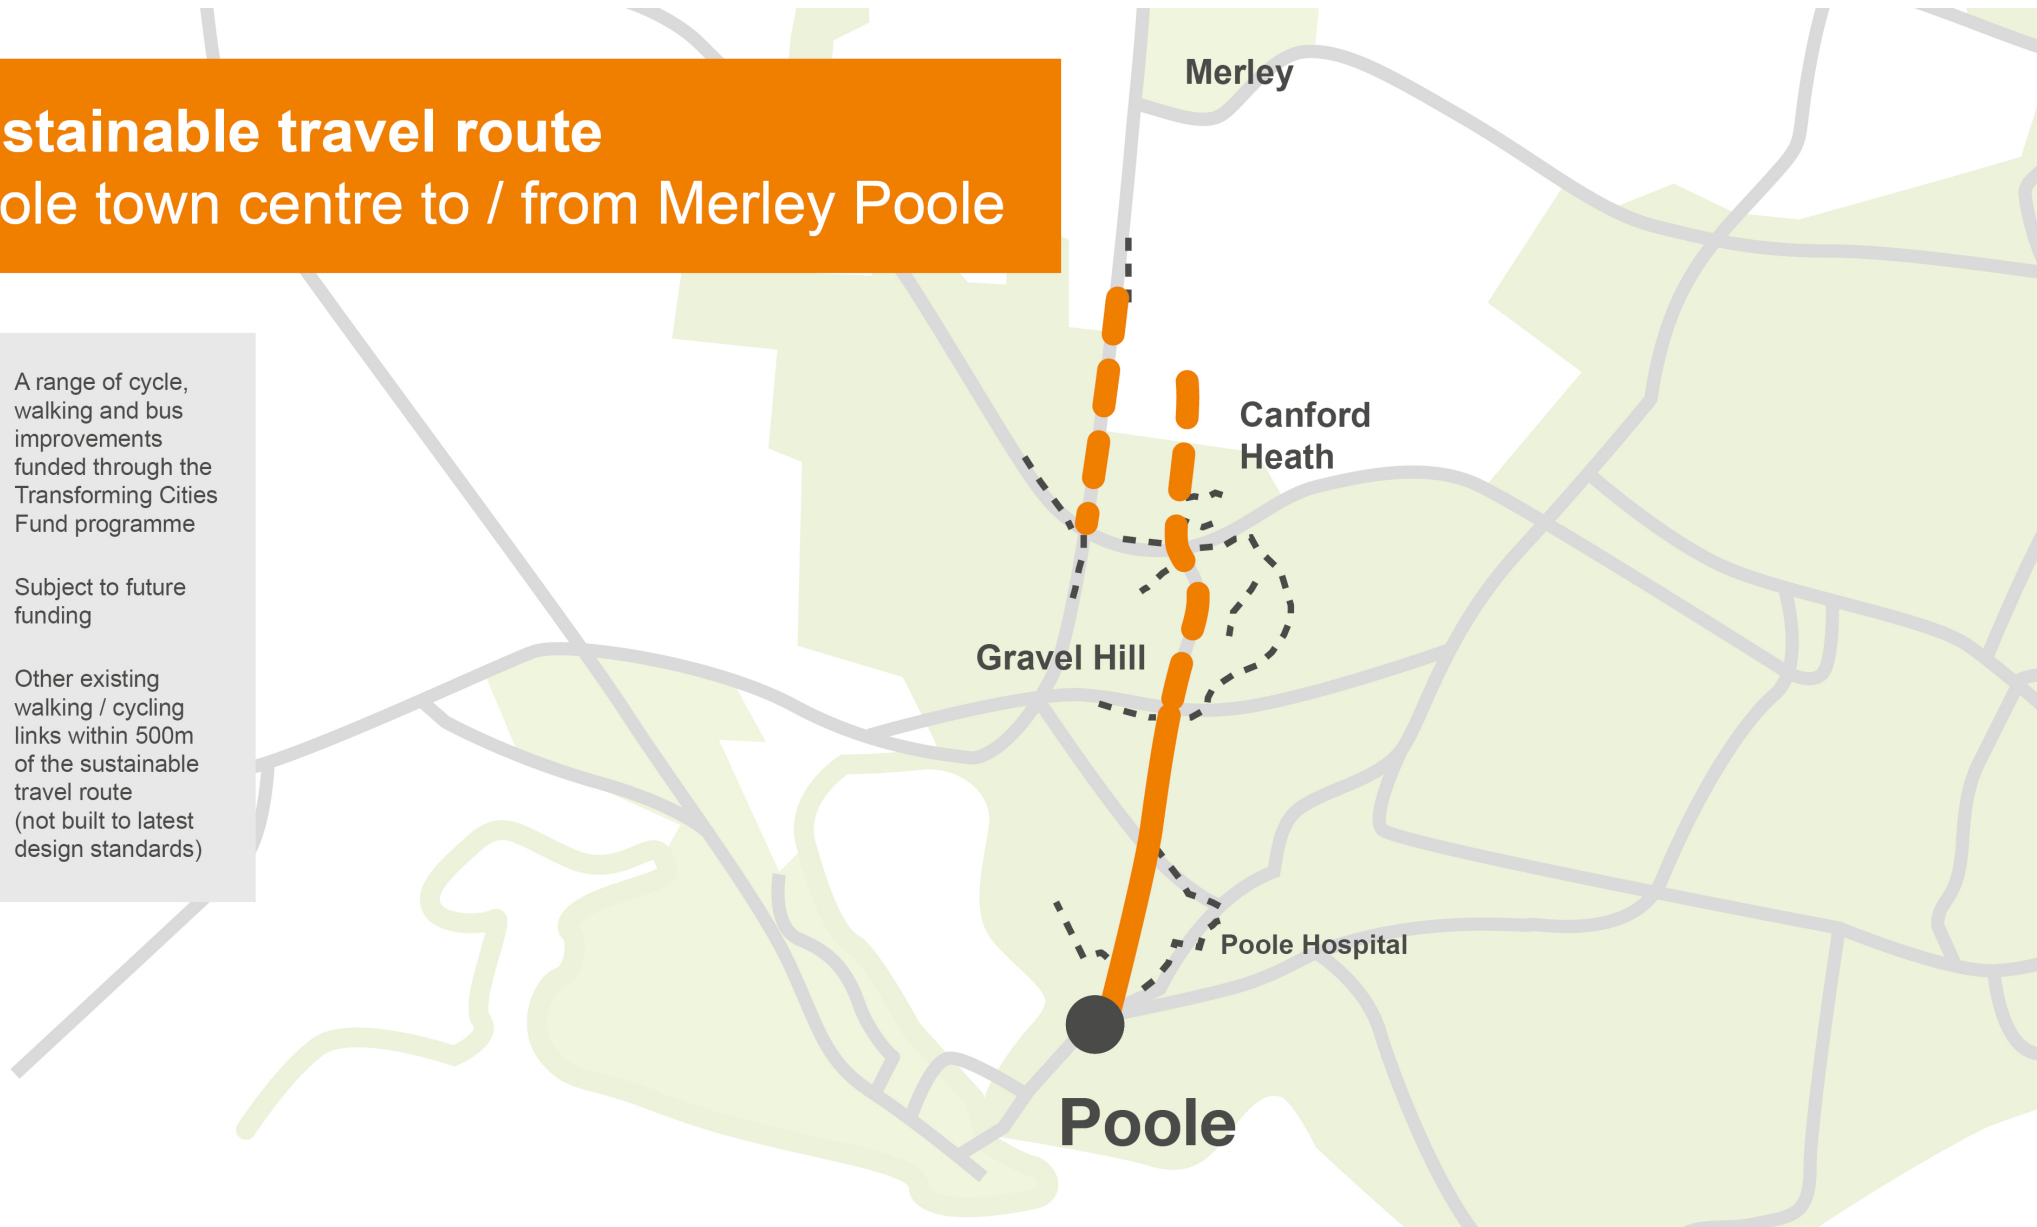 Merley
stainable travel route
ole town centre to / from Merley Poole
A range of cycle,
walking and bus
improvements
funded through the
Transforming Cities
Fund programme
Subject to future
funding
Other existing
walking / cycling
links within 500m
of the sustainable
travel route
(not built to latest
design standards)
Canford
Heath
Gravel Hill
Poole Hospital
Poole